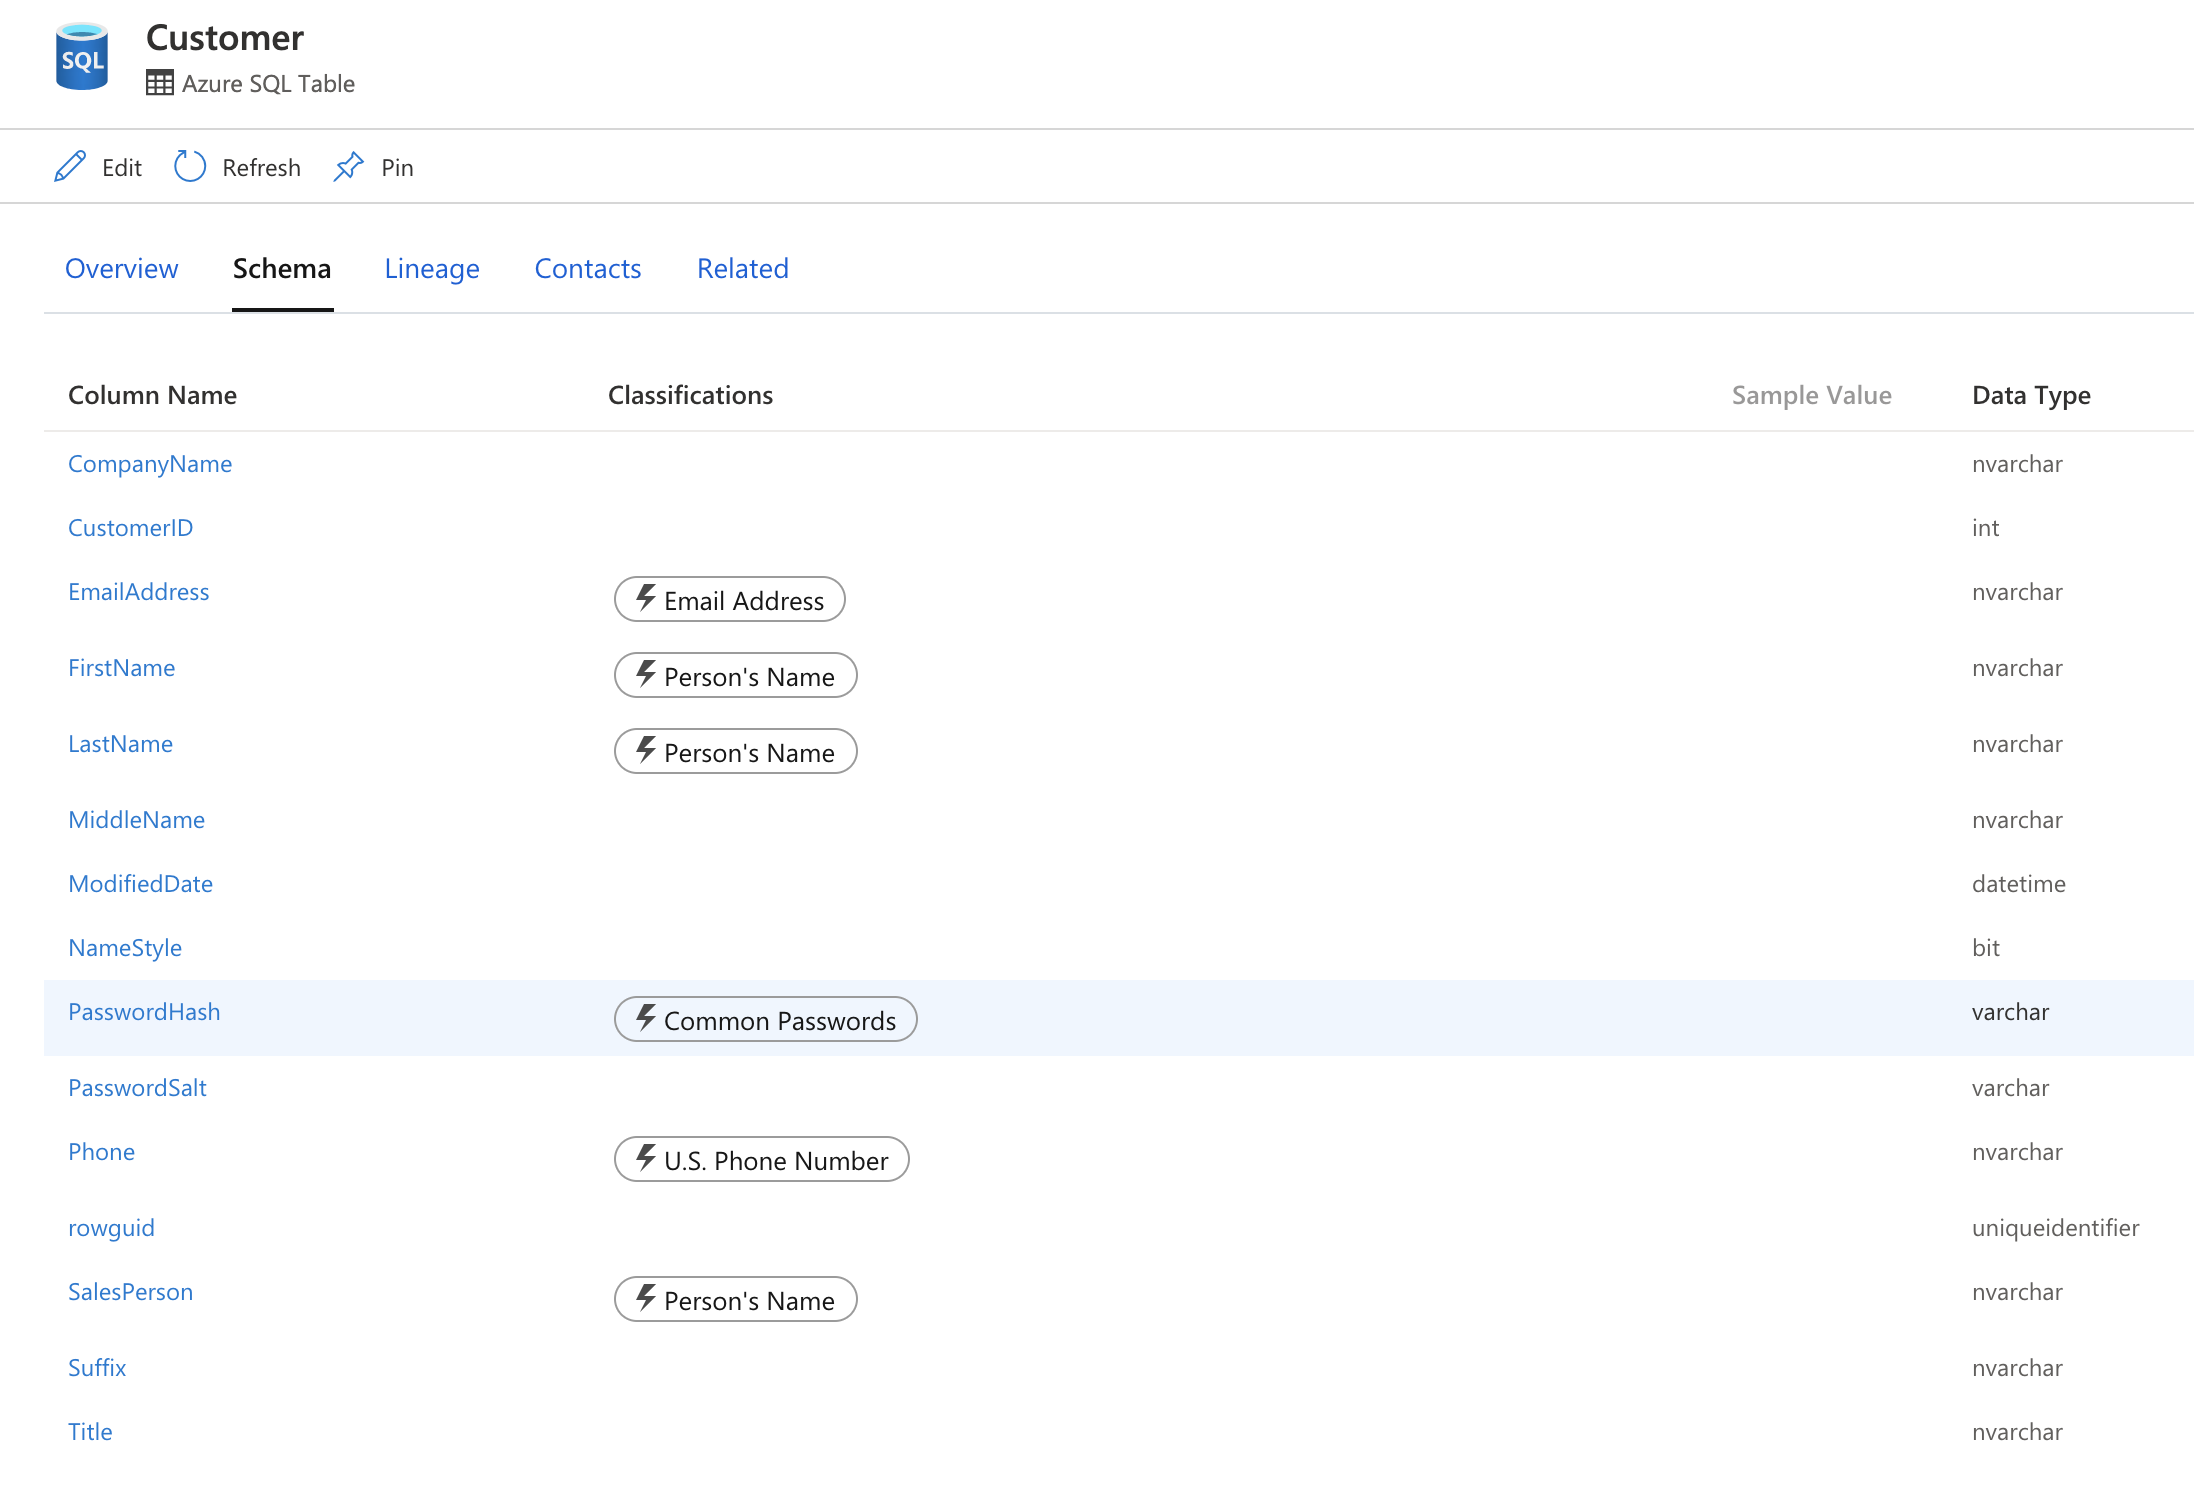 SQL
Customer
Azure SQL Table
Edit Refresh Pin
Overview Schema Lineage Contacts Related
Column Name Classifications Sample Value Data Type
CompanyName nvarchar
CustomerID int
EmailAddress Email Address nvarchar
FirstName Person's Name nvarchar
LastName Person's Name nvarchar
MiddleName nvarchar
ModifiedDate datetime
NameStyle bit
PasswordHash Common Passwords varchar
PasswordSalt varchar
Phone U.S. Phone Number nvarchar
rowguid uniqueidentifier
SalesPerson Person's Name nvarchar
Suffix nvarchar
Title nvarchar